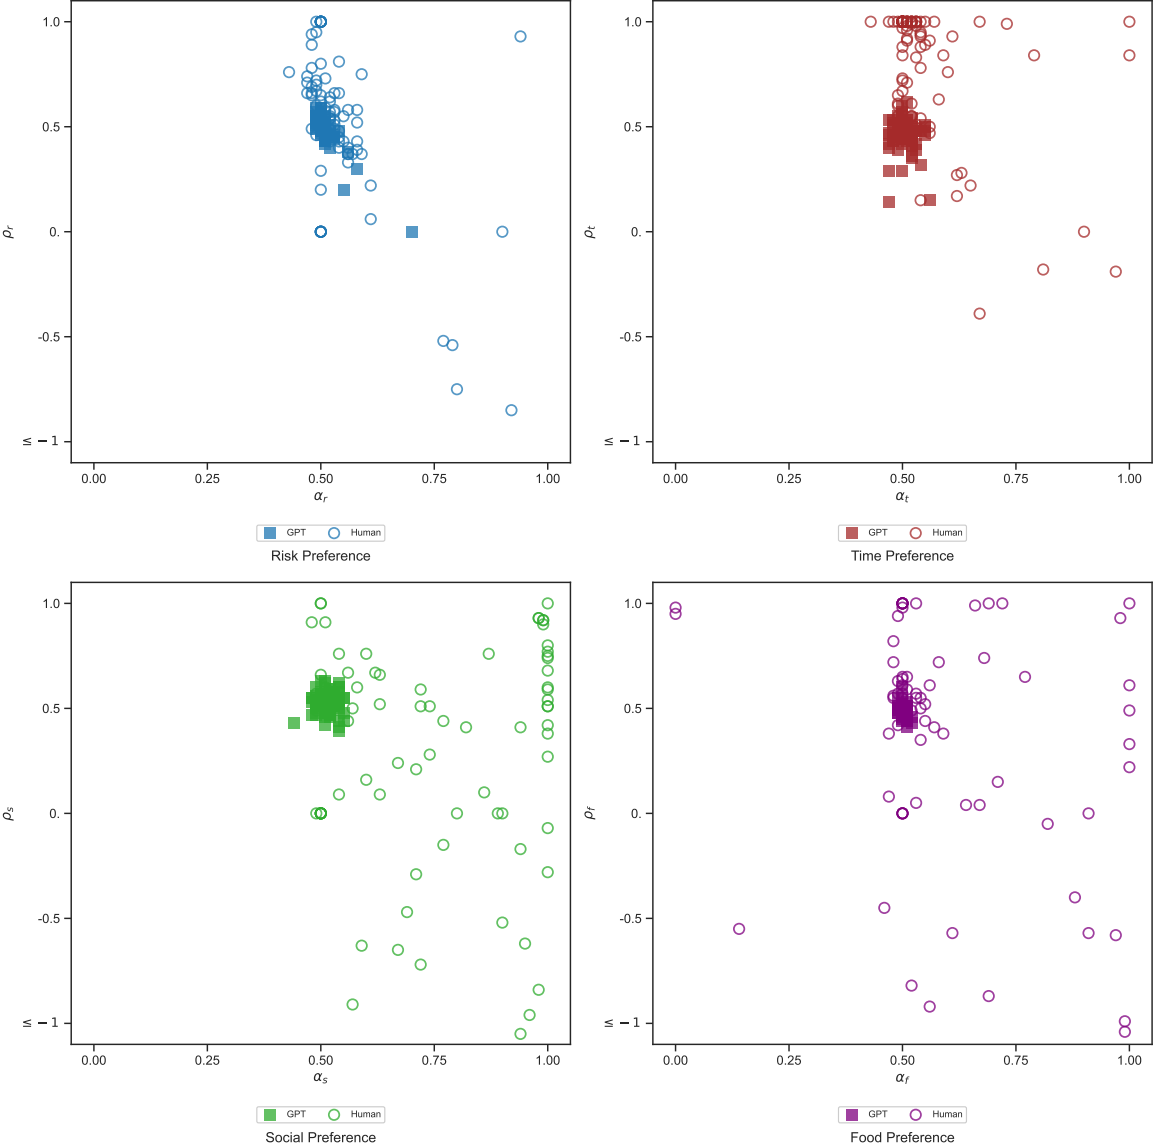 1.0
0.5
0.
-0.5
≤ −1
ρr
0.00
0.25
0.50
0.75
1.00
αr
GPT
Human
Risk Preference
1.0
0.5
0.
-0.5
≤ −1
ρt
0.00
0.25
0.50
0.75
1.00
αt
GPT
Human
Time Preference
1.0
0.5
0.
-0.5
≤ −1
ρs
0.00
0.25
0.50
0.75
1.00
αs
GPT
Human
Social Preference
1.0
0.5
0.
-0.5
≤ −1
ρf
0.00
0.25
0.50
0.75
1.00
αf
GPT
Human
Food Preference